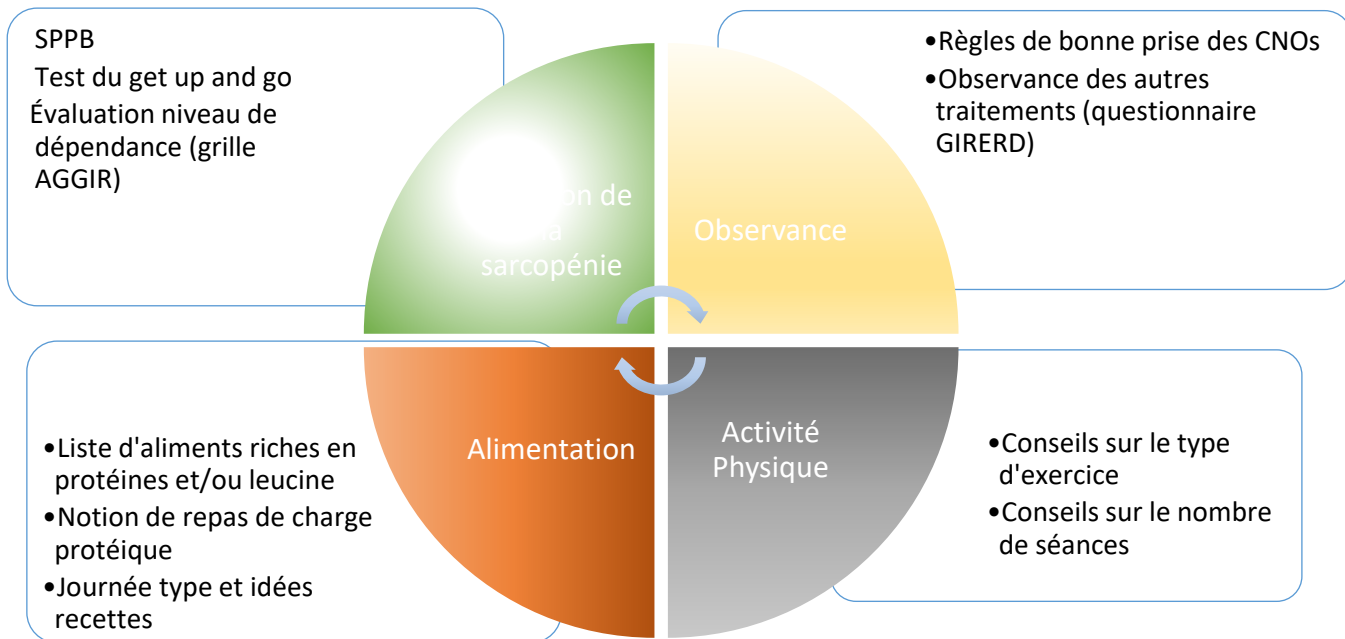 SPPB
Test du get up and go
Évaluation niveau de
dépendance (grille
AGGIR)
•Règles de bonne prise des CNOs
•Observance des autres
traitements (questionnaire
GIRERD)
on de
la
sarcopénie
Observance
Alimentation
Activité
Physique
•Liste d'aliments riches en
protéines et/ou leucine
•Notion de repas de charge
protéique
•Journée type et idées
recettes
•Conseils sur le type
d'exercice
•Conseils sur le nombre
de séances